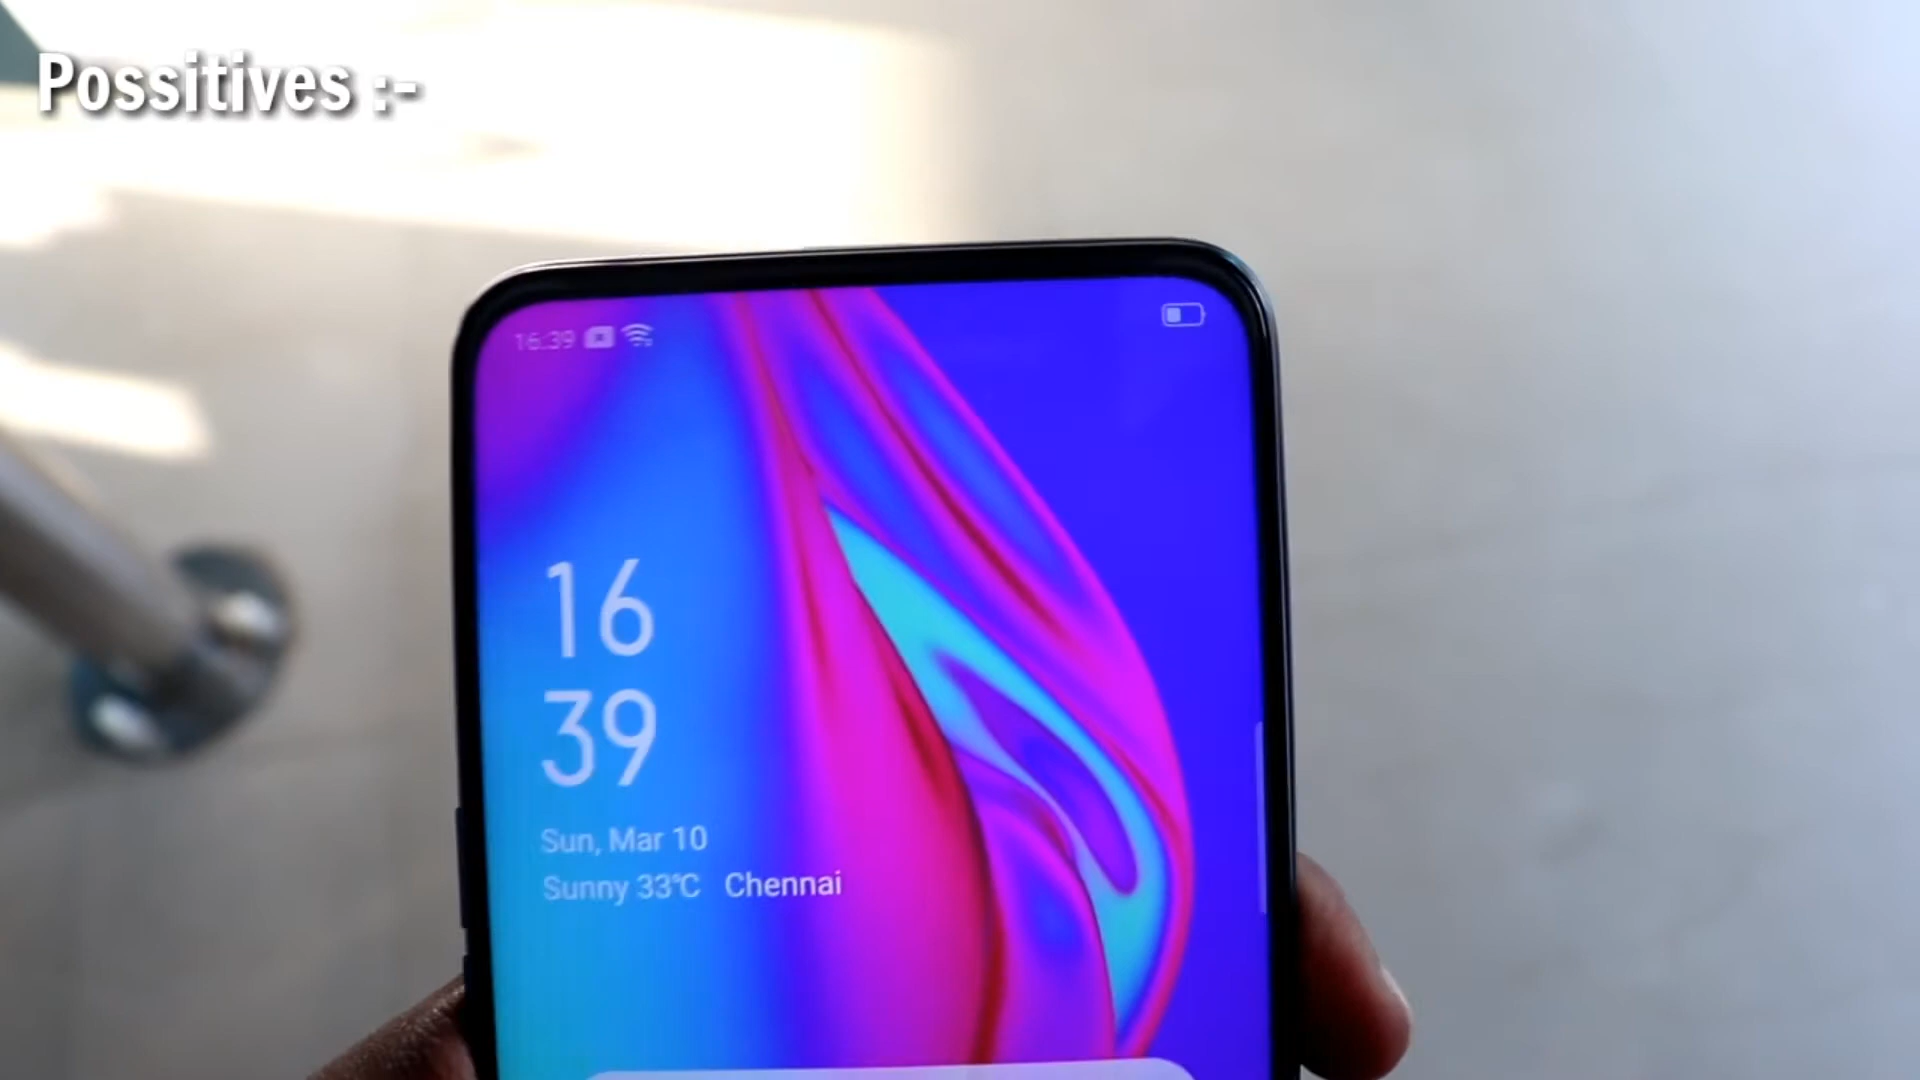 Possitives :-
16:39
16
39
Sun, Mar 10
Sunny 33°C Chennai